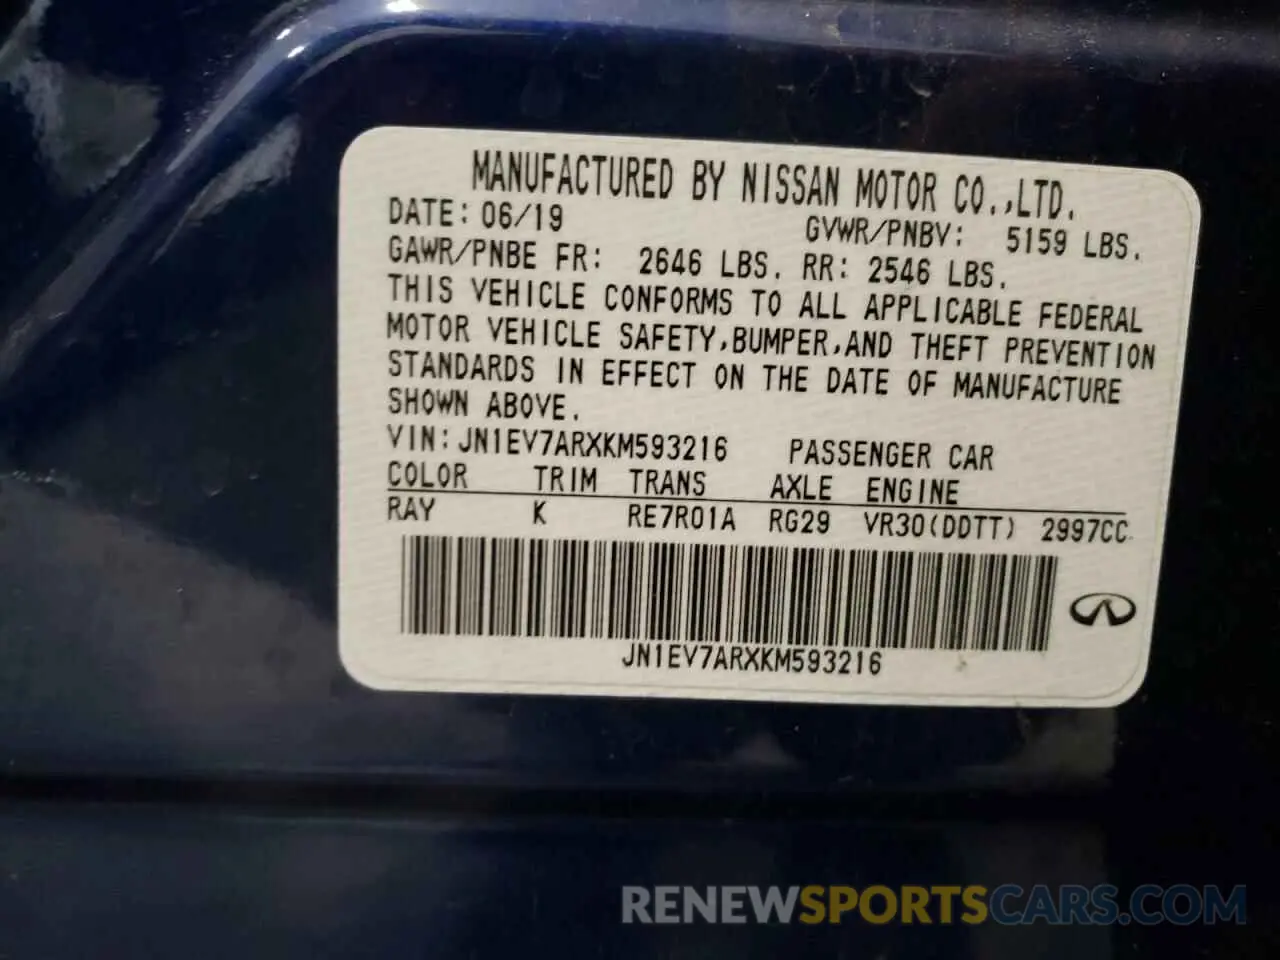 MANUFACTURED BY NISSAN MOTOR CO.,LTD.
DATE: 06/19 GVWR/PNBV: 5159 LBS.
GAWR/PNBE FR: 2646 LBS. RR: 2546 LBS.
THIS VEHICLE CONFORMS TO ALL APPLICABLE FEDERAL
MOTOR VEHICLE SAFETY,BUMPER,AND THEFT PREVENTION
STANDARDS IN EFFECT ON THE DATE OF MANUFACTURE
SHOWN ABOVE.
VIN: JN1EV7ARXKM593216 PASSENGER CAR
COLOR TRIM TRANS AXLE ENGINE
RAY K RE7R01A RG29 VR30(DDTT) 2997CC
JN1EV7ARXKM593216
RENEWSPORTSCARS.COM